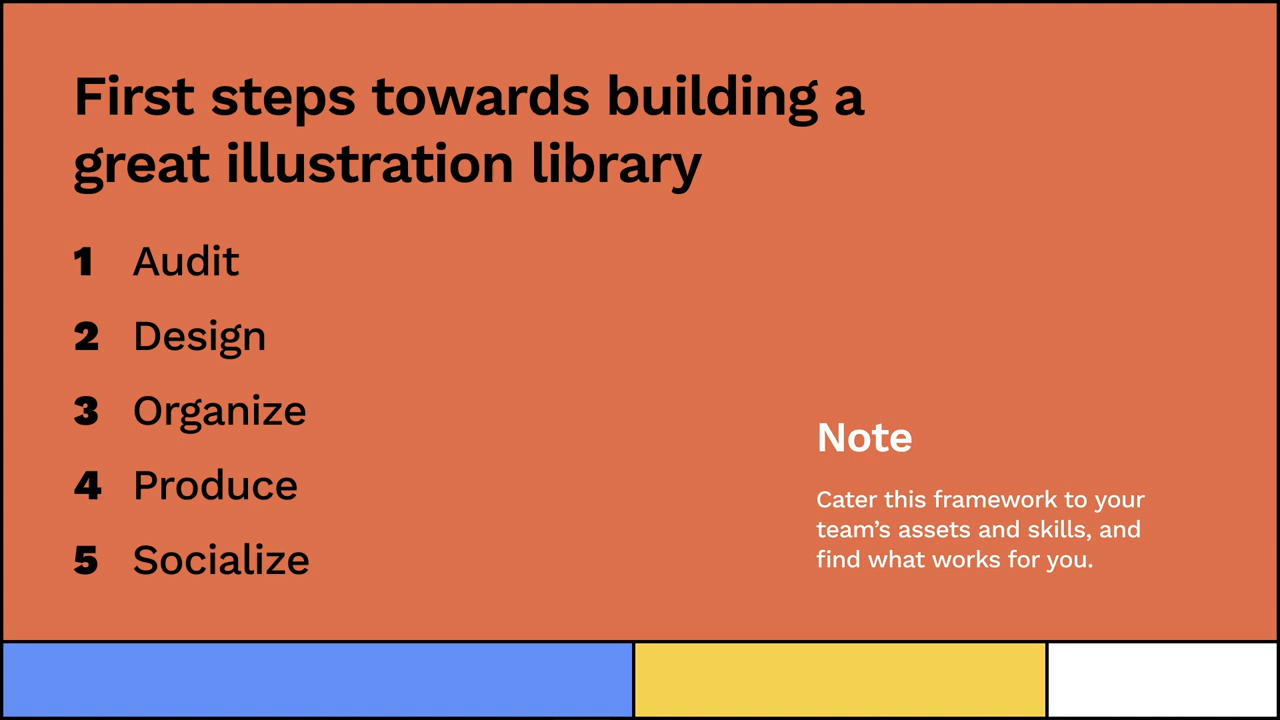 First steps towards building a
great illustration library
1 Audit
2 Design
3 Organize
4 Produce
5 Socialize
Note
Cater this framework to your
team’s assets and skills, and
find what works for you.